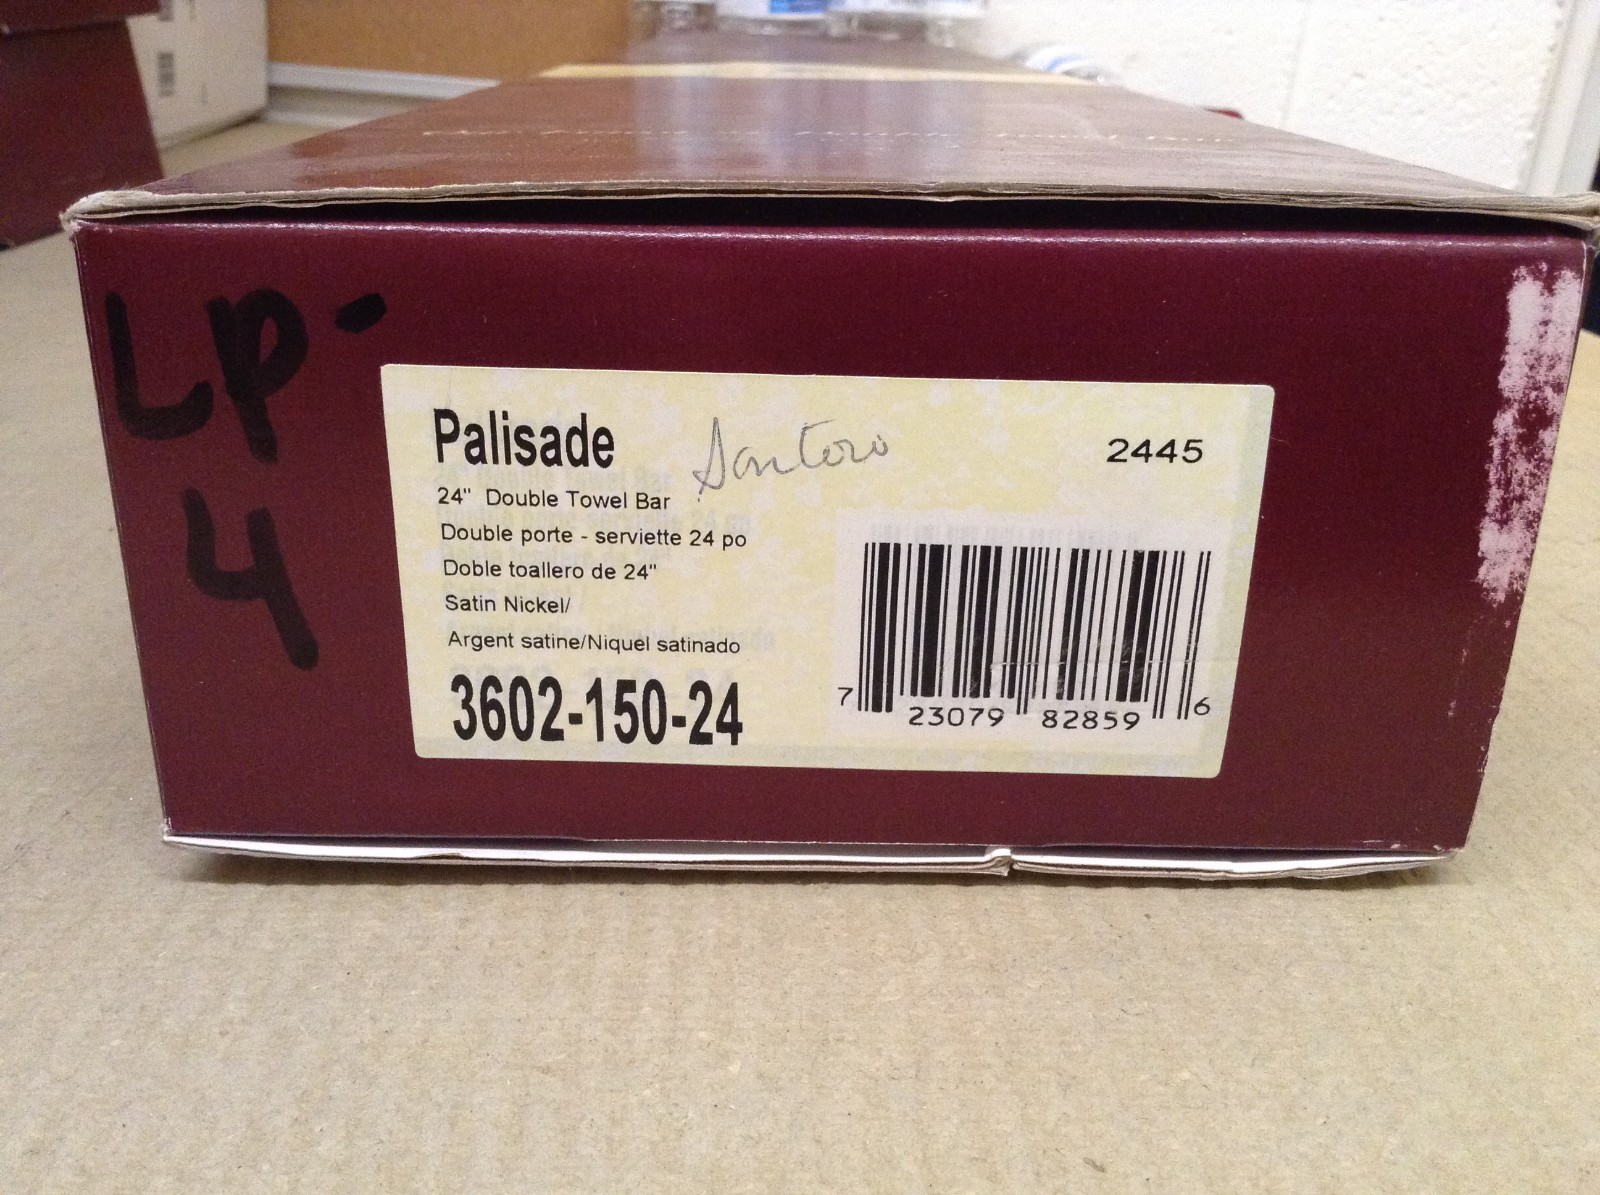 LP-
4
Palisade Santoro 2445
24" Double Towel Bar
Double porte - serviette 24 po
Doble toallero de 24"
Satin Nickel/
Argent satine/Niquel satinado
3602-150-24
7 23079 82859 6